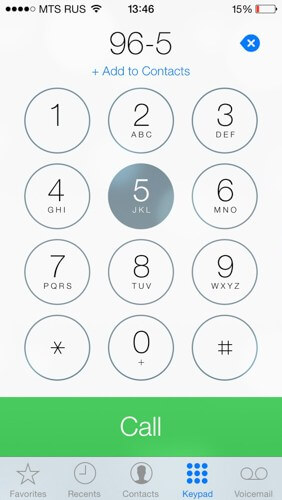 MTS RUS 13:46 15%
96-5
+ Add to Contacts
1 2 3
ABC DEF
4 5 6
GHI JKL MNO
7 8 9
PQRS TUV WXYZ
* 0 #
+
Call
Favorites Recents Contacts Keypad Voicemail